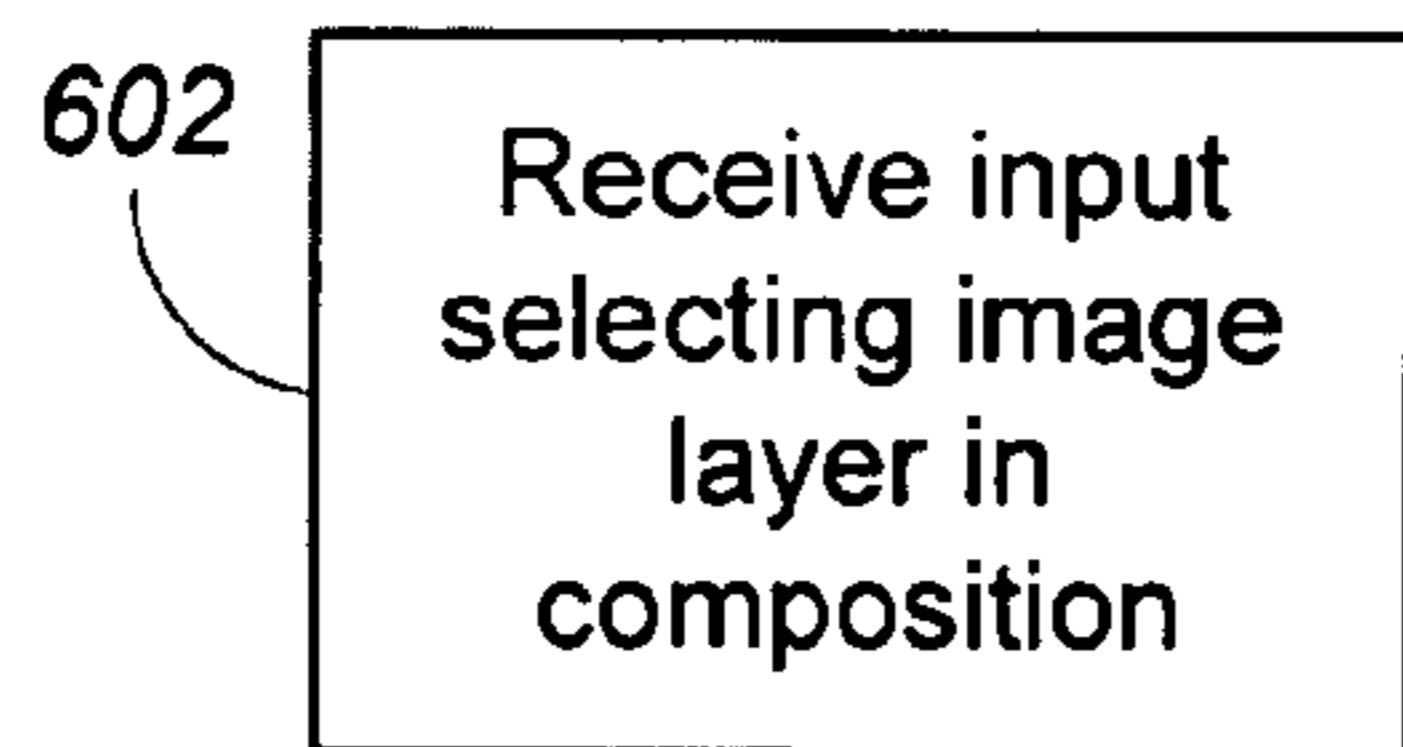 602
Receive input
selecting image
layer in
composition